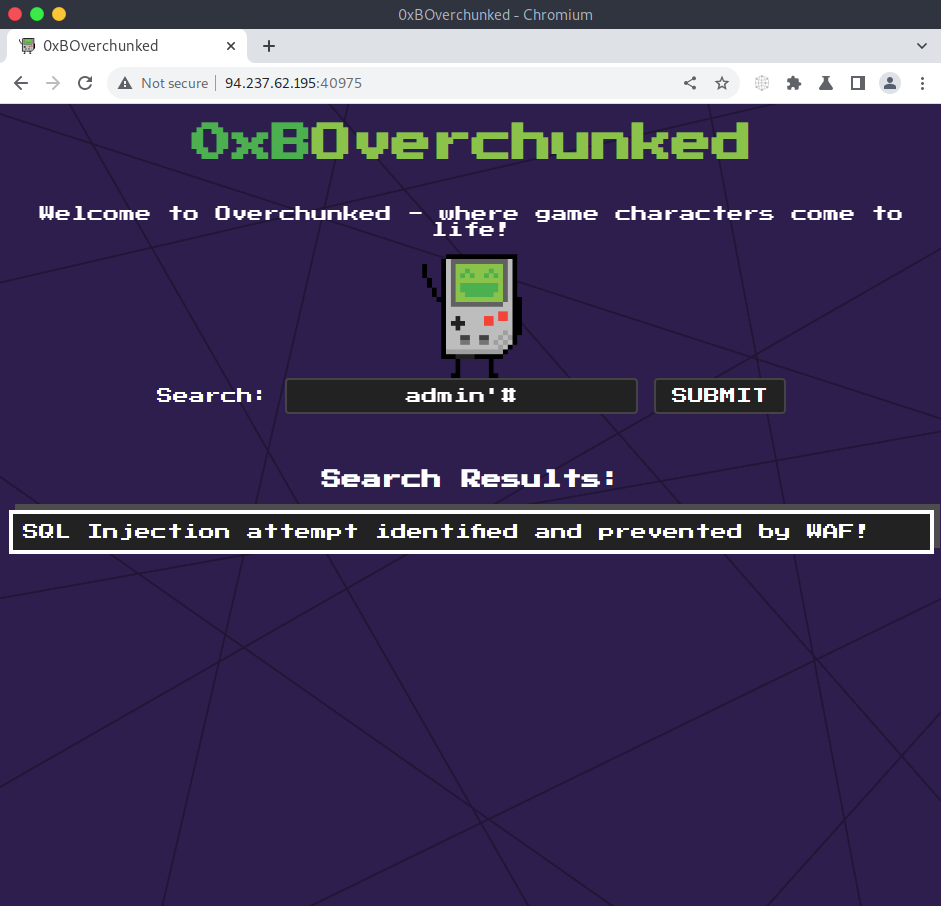 0xBOverchunked - Chromium
0xBOverchunked
Not secure 94.237.62.195:40975
0xBOverchunked
Welcome to Overchunked - where game characters come to
life!
Search: admin'# SUBMIT
Search Results:
SQL Injection attempt identified and prevented by WAF!